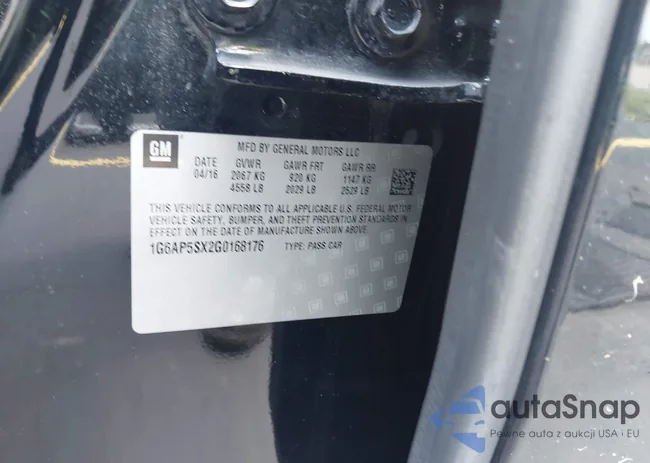 GM
MFD BY GENERAL MOTORS LLC
DATE GVWR GAWR FRT GAWR RR
04/16 2067 KG 920 KG 1147 KG
4558 LB 2029 LB 2529 LB
THIS VEHICLE CONFORMS TO ALL APPLICABLE U.S. FEDERAL MOTOR
VEHICLE SAFETY, BUMPER, AND THEFT PREVENTION STANDARDS IN
EFFECT ON THE DATE OF MANUFACTURE SHOWN ABOVE.
1G6AP5SX2G0168176 TYPE: PASS CAR
autaSnap
Pewne auta z aukcji USA i EU